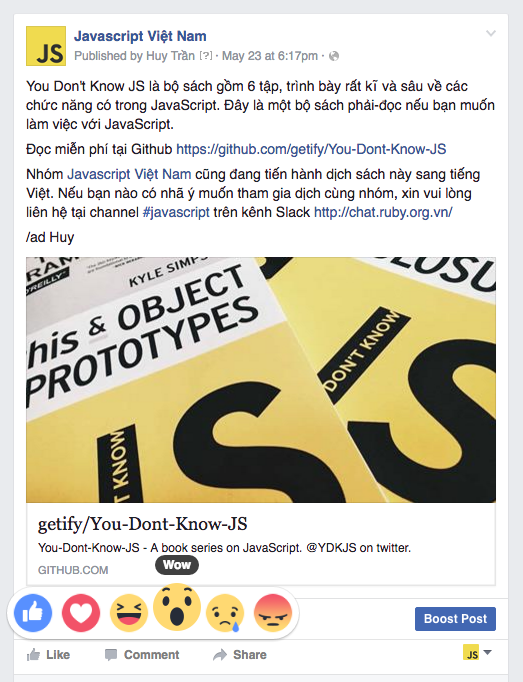 JS
Javascript Việt Nam
Published by Huy Trần [?] · May 23 at 6:17pm ·
You Don't Know JS là bộ sách gồm 6 tập, trình bày rất kĩ và sâu về các
chức năng có trong JavaScript. Đây là một bộ sách phải-đọc nếu bạn muốn
làm việc với JavaScript.
Đọc miễn phí tại Github https://github.com/getify/You-Dont-Know-JS
Nhóm Javascript Việt Nam cũng đang tiến hành dịch sách này sang tiếng
Việt. Nếu bạn nào có nhã ý muốn tham gia dịch cùng nhóm, xin vui lòng
liên hệ tại channel #javascript trên kênh Slack http://chat.ruby.org.vn/
/ad Huy
KYLE SIMPS
his & OBJECT
PROTOTYPES
T KNOW
S
LOSU
DON'T KNOW
S
getify/You-Dont-Know-JS
You-Dont-Know-JS - A book series on JavaScript. @YDKJS on twitter.
GITHUB.COM
Wow
Boost Post
Like
Comment
Share
JS